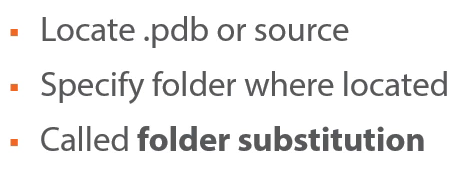 ▪ Locate .pdb or source
▪ Specify folder where located
▪ Called folder substitution